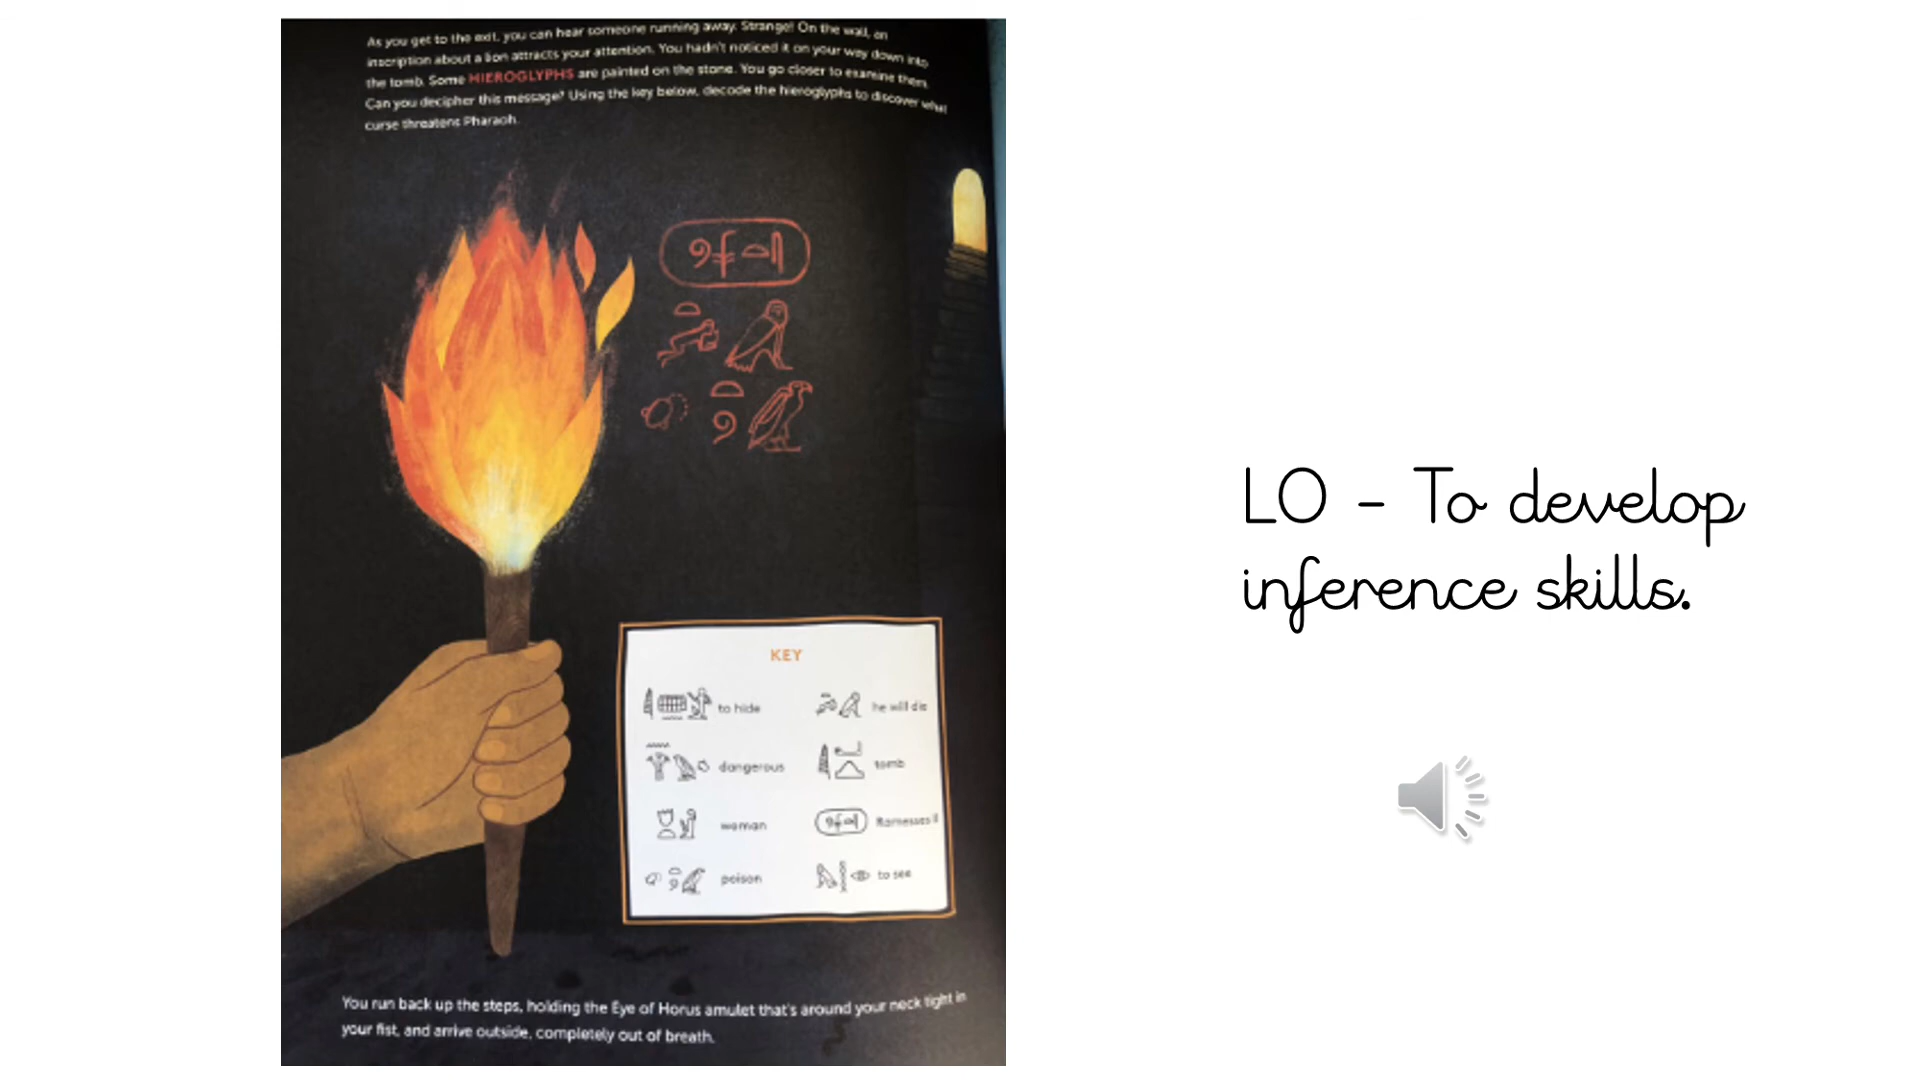 As you get to the exit, you can hear someone running away. Strange! On the wall, an
inscription about a lion attracts your attention. You hadn't noticed it on your way down into
the tomb. Some HIEROGLYPHS are painted on the stone. You go closer to examine them.
Can you decipher this message? Using the key below, decode the hieroglyphs to discover what
curse threatens Pharaoh.
KEY
to hide
he will die
dangerous
tomb
woman
Ramesses II
poison
to see
You run back up the steps, holding the Eye of Horus amulet that's around your neck tight in
your fist, and arrive outside, completely out of breath.
LO - To develop
inference skills.